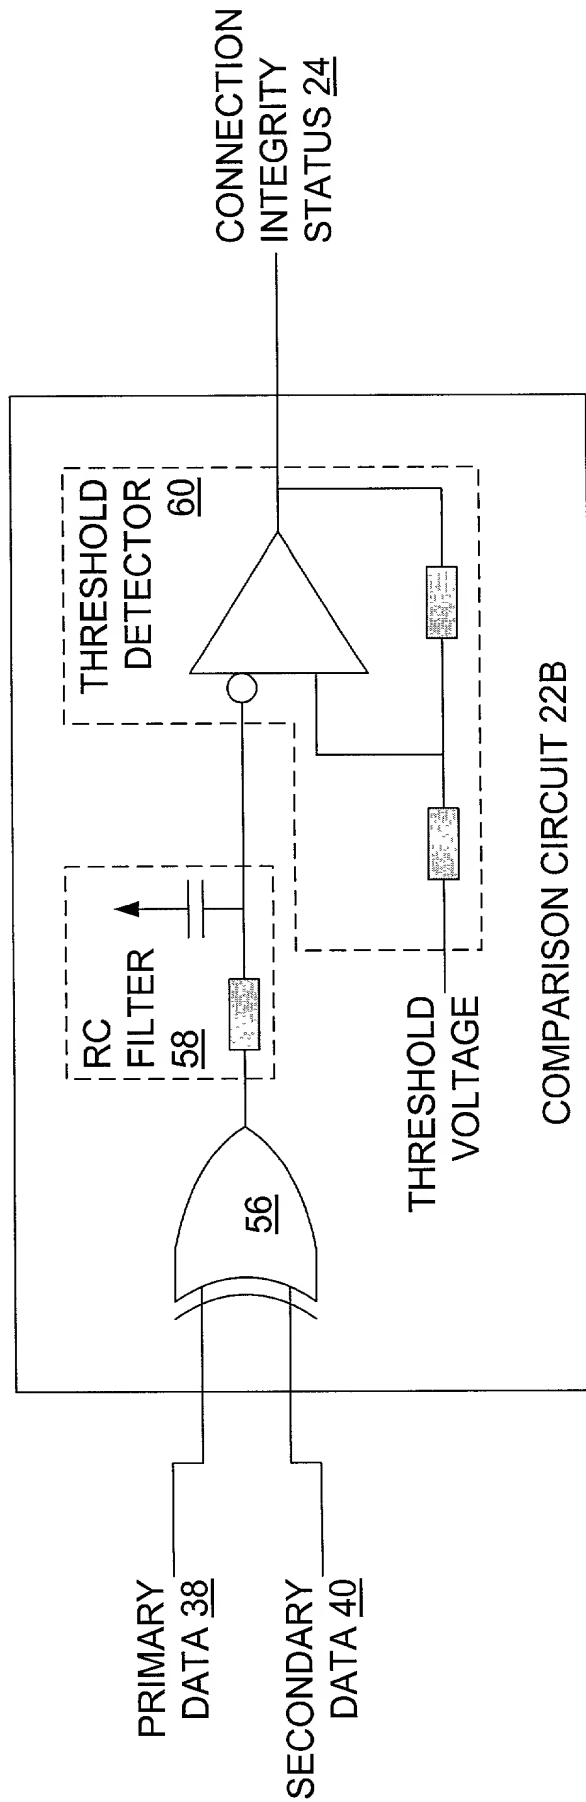 PRIMARY
DATA 38
SECONDARY
DATA 40
56
RC
FILTER
58
THRESHOLD
DETECTOR
60
THRESHOLD
VOLTAGE
CONNECTION
INTEGRITY
STATUS 24
COMPARISON CIRCUIT 22B